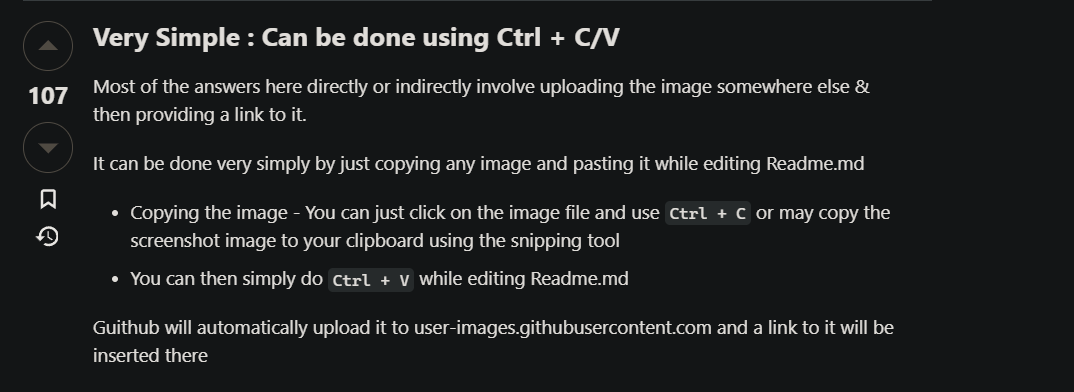 Very Simple : Can be done using Ctrl + C/V
107
Most of the answers here directly or indirectly involve uploading the image somewhere else &
then providing a link to it.
It can be done very simply by just copying any image and pasting it while editing Readme.md
• Copying the image - You can just click on the image file and use Ctrl + C or may copy the
screenshot image to your clipboard using the snipping tool
• You can then simply do Ctrl + V while editing Readme.md
Guithub will automatically upload it to user-images.githubusercontent.com and a link to it will be
inserted there